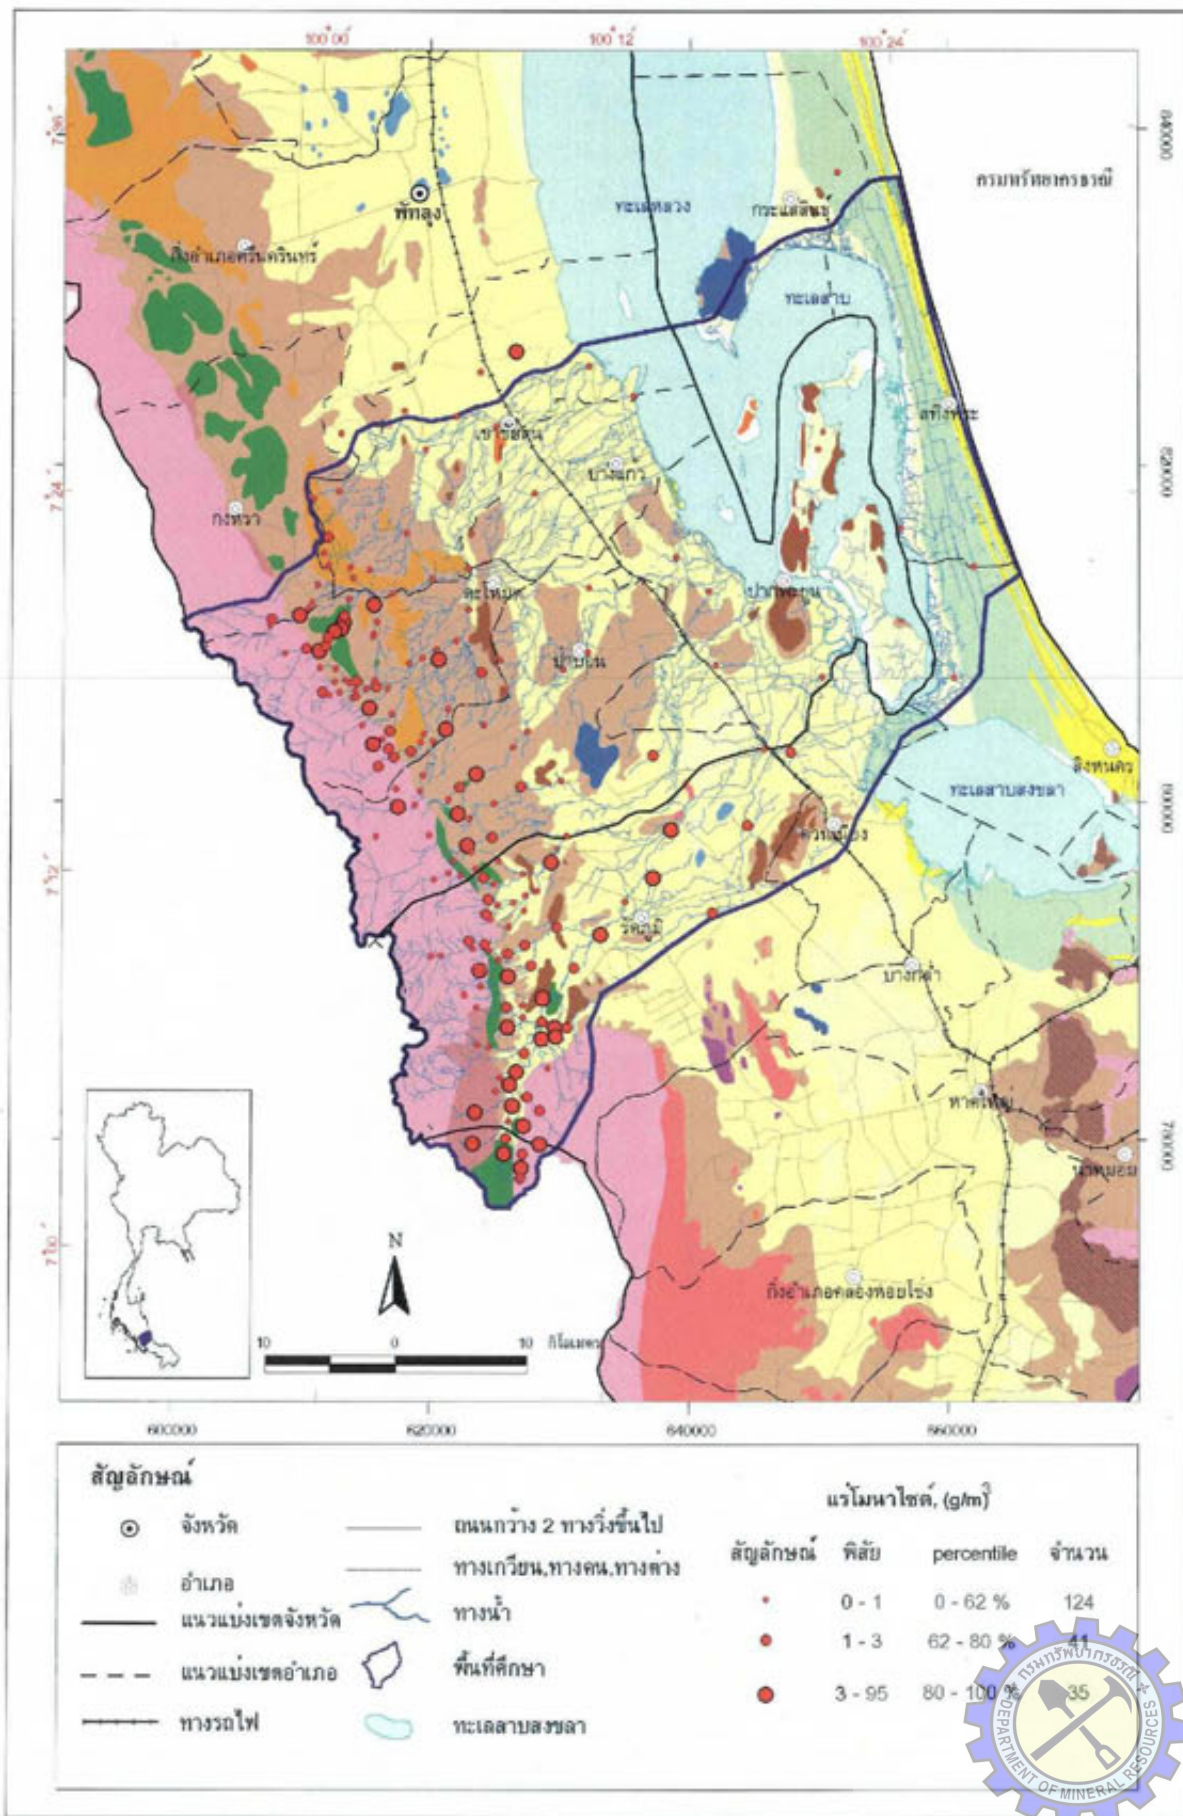 100°00'
100°12'
100°24'
840000
กรมทรัพยากรธรณี
ทะเลหลวง
กระแสสินธุ์
พัทลุง
กิ่งอำเภอศรีนครินทร์
ทะเลสาบ
เขาชัยสน
สทิงพระ
บางแก้ว
820000
7°24'
กงหรา
ตะโหมด
ปากพะยูน
ป่าบอน
สิงหนคร
ทะเลสาบสงขลา
800000
ควนเนียง
7°12'
รัตภูมิ
บางกล่ำ
หาดใหญ่
780000
นาหม่อม
7°00'
N
กิ่งอำเภอคลองหอยโข่ง
10 0 10 กิโลเมตร
600000 620000 640000 660000
สัญลักษณ์
จังหวัด
อำเภอ
แนวแบ่งเขตจังหวัด
แนวแบ่งเขตอำเภอ
ทางรถไฟ
ถนนกว้าง 2 ทางวิ่งขึ้นไป
ทางเกวียน,ทางคน,ทางต่าง
ทางน้ำ
พื้นที่ศึกษา
ทะเลสาบสงขลา
แร่โมนาไซต์, (g/m)³
สัญลักษณ์ พิสัย percentile จำนวน
0 - 1 0 - 62 % 124
1 - 3 62 - 80 % 41
3 - 95 80 - 100 % 35
กรมทรัพยากรธรณี
DEPARTMENT OF MINERAL RESOURCES